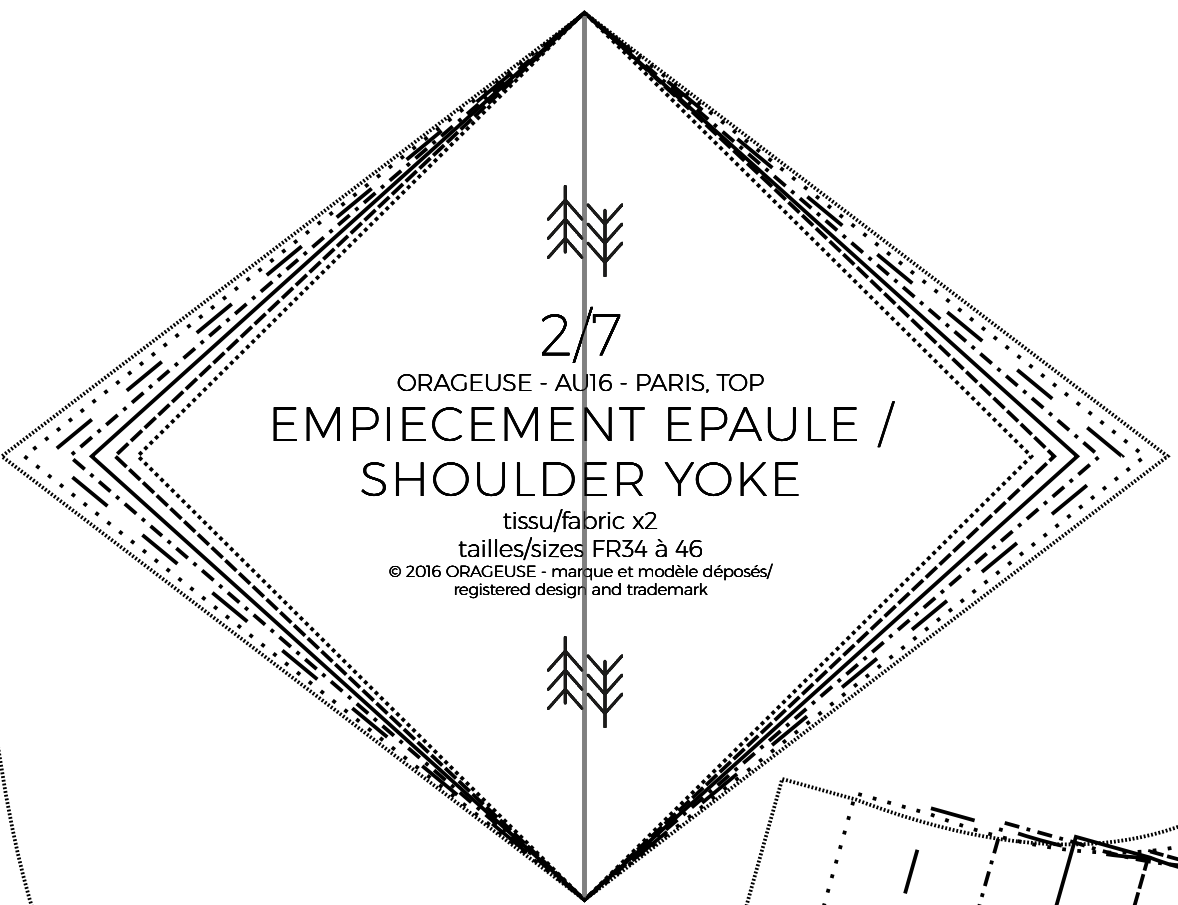 2/7
ORAGEUSE - AU16 - PARIS, TOP
EMPIECEMENT EPAULE /
SHOULDER YOKE
tissu/fabric x2
tailles/sizes FR34 à 46
© 2016 ORAGEUSE - marque et modèle déposés/
registered design and trademark